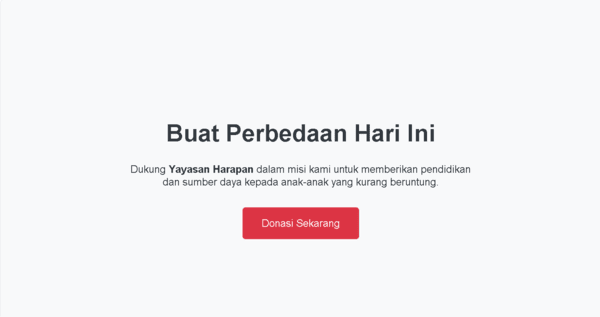 Buat Perbedaan Hari Ini
Dukung Yayasan Harapan dalam misi kami untuk memberikan pendidikan
dan sumber daya kepada anak-anak yang kurang beruntung.
Donasi Sekarang